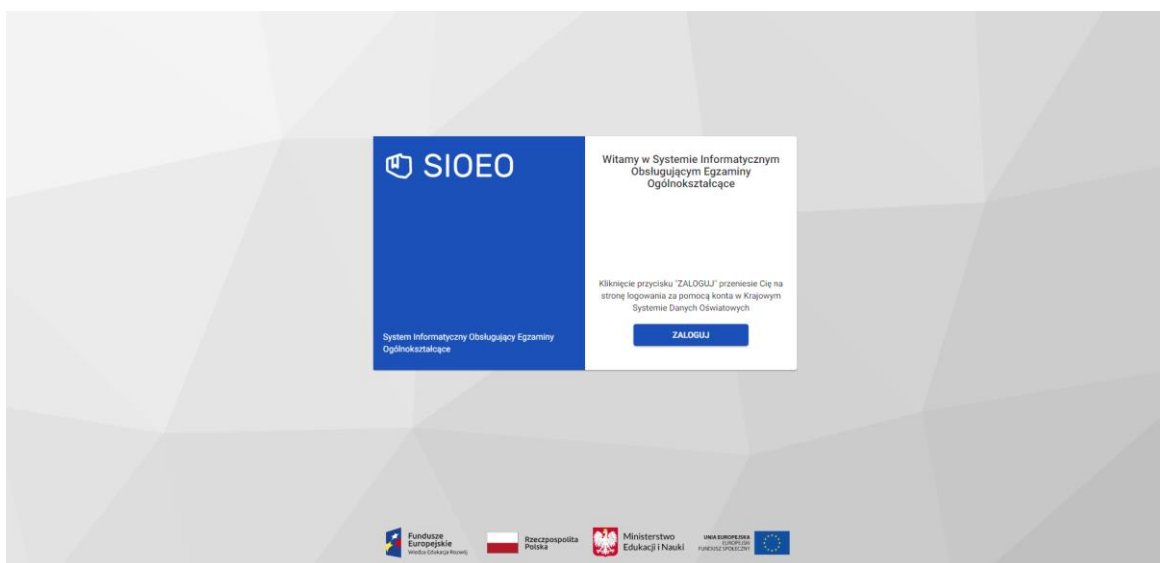 SIOEO
System Informatyczny Obsługujący Egzaminy
Ogólnokształcące
Witamy w Systemie Informatycznym
Obsługującym Egzaminy
Ogólnokształcące
Kliknięcie przycisku "ZALOGUJ" przeniesie Cię na
stronę logowania za pomocą konta w Krajowym
Systemie Danych Oświatowych
ZALOGUJ
Fundusze
Europejskie
Wiedza Edukacja Rozwój
Rzeczpospolita
Polska
Ministerstwo
Edukacji i Nauki
UNIA EUROPEJSKA
EUROPEJSKI
FUNDUSZ SPOŁECZNY